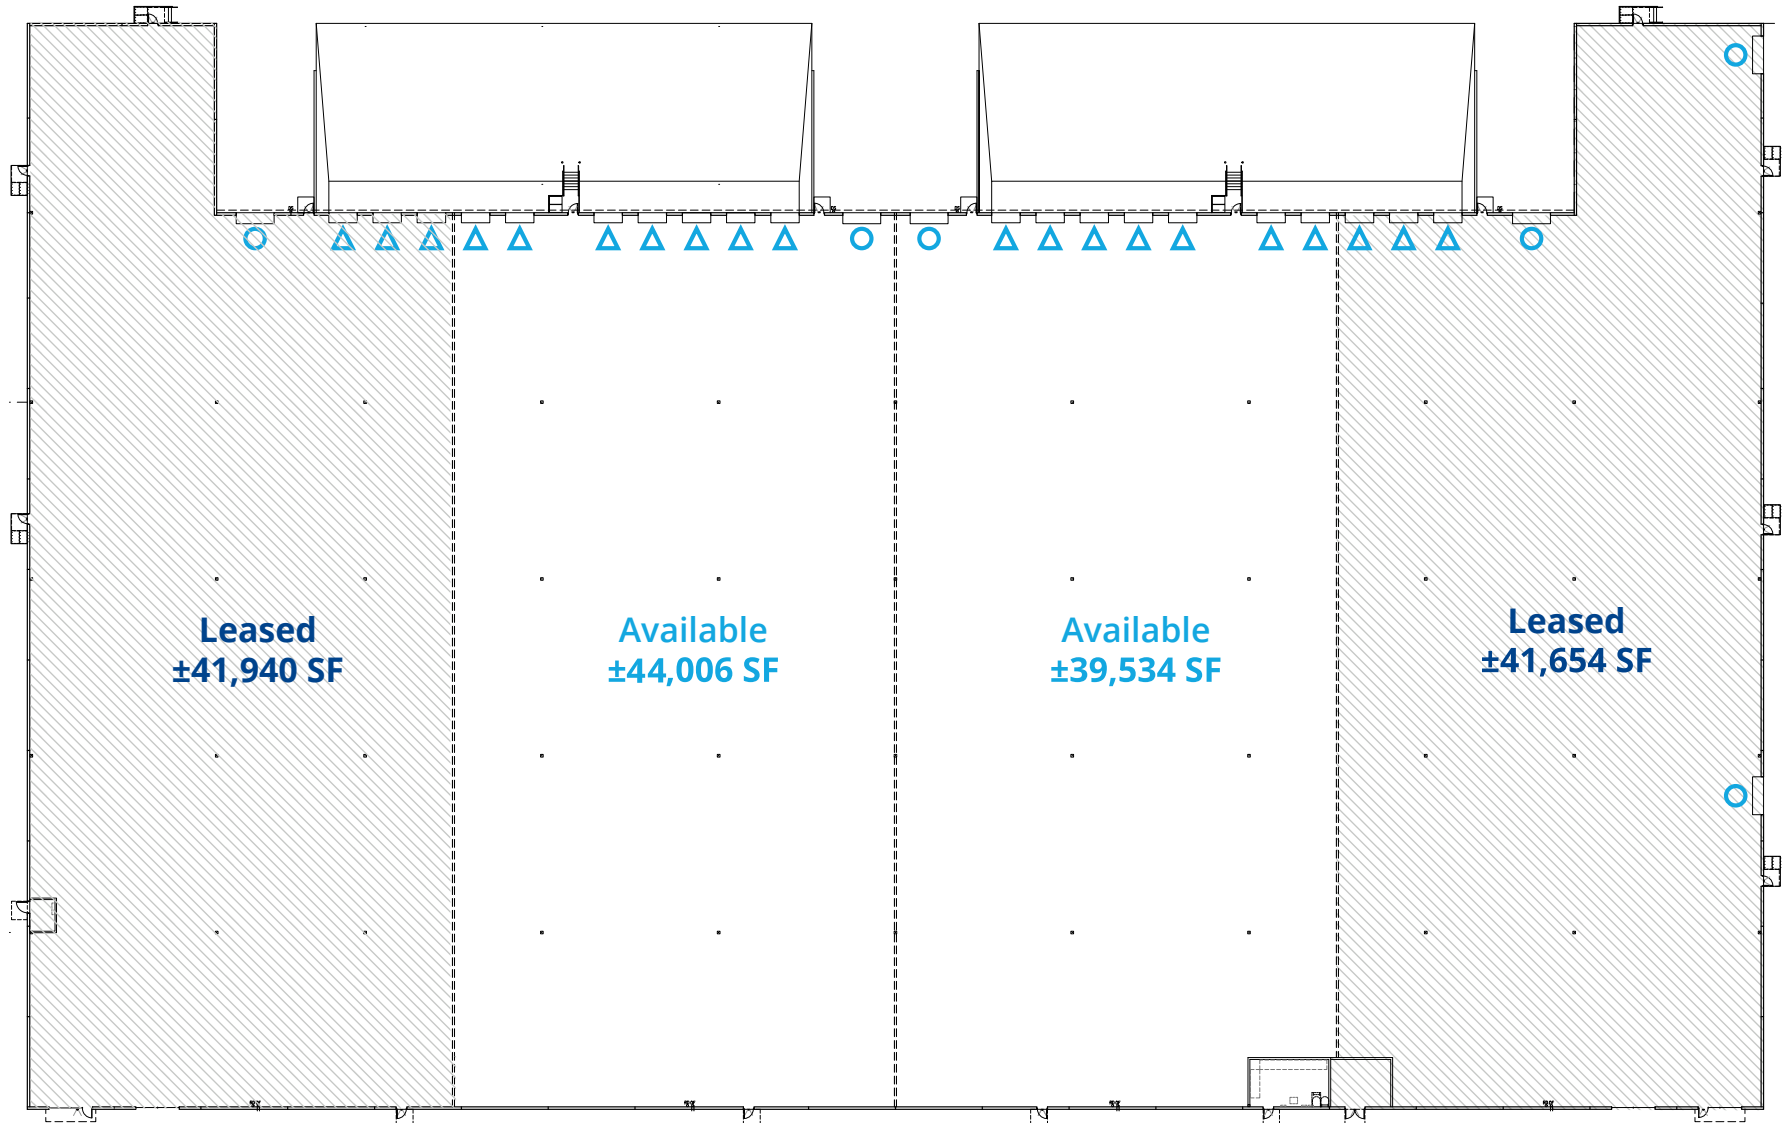 Leased
±41,940 SF
Available
±44,006 SF
Available
±39,534 SF
Leased
±41,654 SF